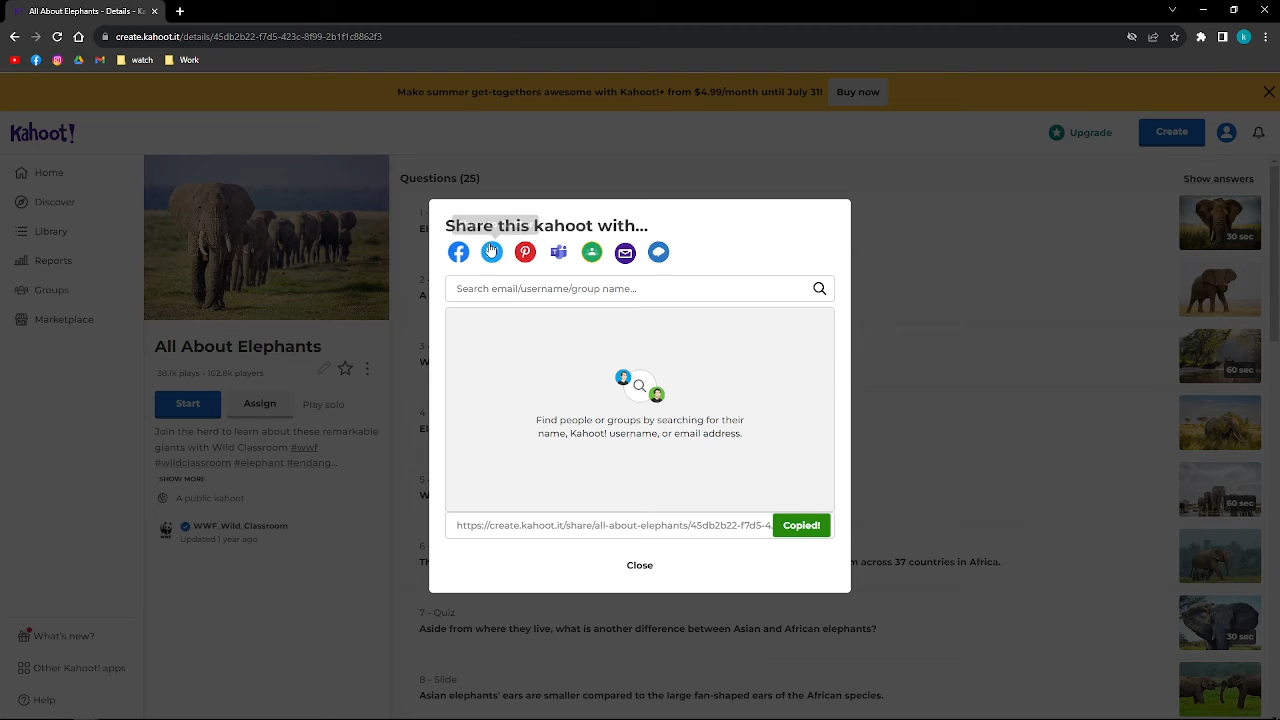 All About Elephants - Details - Ka
create.kahoot.it/details/45db2b22-f7d5-423c-8f99-2b1f1c8862f3
k
watch
Work
Make summer get-togethers awesome with Kahoot!+ from $4.99/month until July 31!
Buy now
Kahoot!
Upgrade
Create
Home
Discover
Library
Reports
Groups
Marketplace
What's new?
Other Kahoot! apps
Help
All About Elephants
102.8k players
Start
Assign
Play solo
Join the herd to learn about these remarkable
giants with Wild Classroom #wwf
#wildclassroom #elephant #endang...
SHOW MORE
A public kahoot
WWF
WWF_Wild_Classroom
Updated 1 year ago
Questions (25)
Show answers
30 sec
60 sec
60 sec
m across 37 countries in Africa.
7 - Quiz
Aside from where they live, what is another difference between Asian and African elephants?
30 sec
8 - Slide
Asian elephants' ears are smaller compared to the large fan-shaped ears of the African species.
Share this kahoot with...
Search email/username/group name...
Find people or groups by searching for their
name, Kahoot! username, or email address.
https://create.kahoot.it/share/all-about-elephants/45db2b22-f7d5-4
Copied!
Close